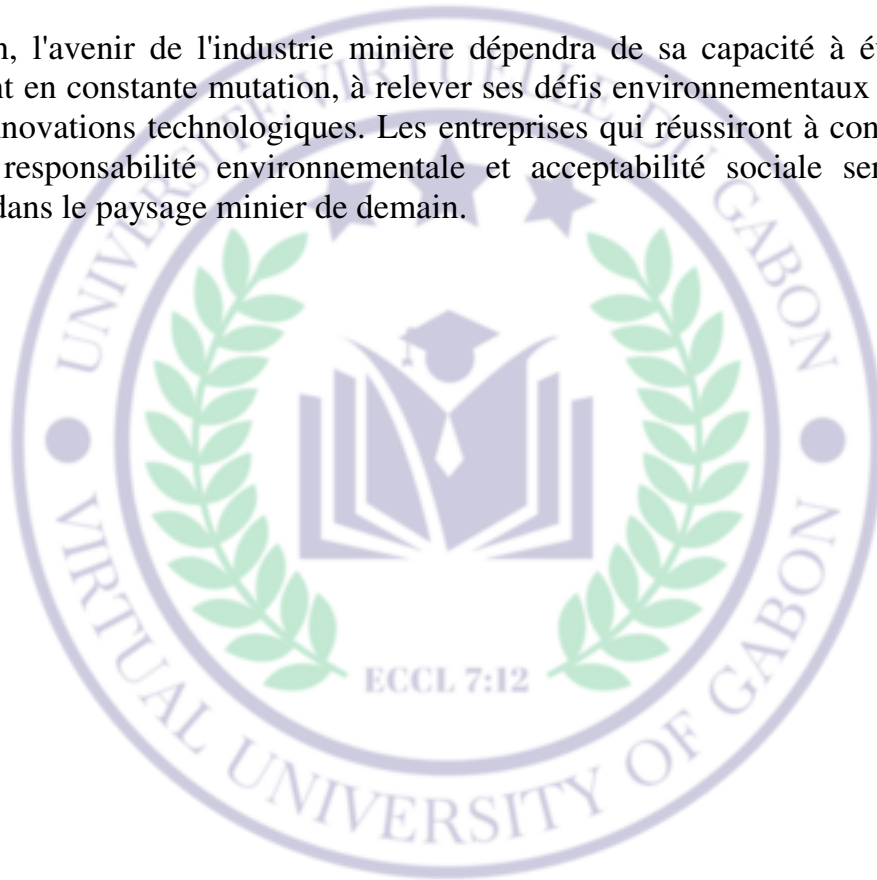 n, l'avenir de l'industrie minière dépendra de sa capacité à é
nt en constante mutation, à relever ses défis environnementaux
nnovations technologiques. Les entreprises qui réussiront à con
responsabilité environnementale et acceptabilité sociale ser
dans le paysage minier de demain.
UNIVERSITE VIRTUELLE DU GABON
ECCL 7:12
VIRTUAL UNIVERSITY OF GABON